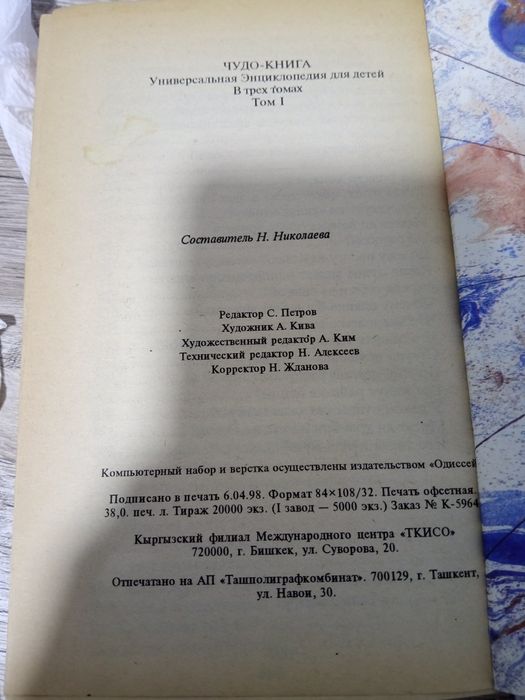 ЧУДО-КНИГА
Универсальная Энциклопедия для детей
В трех томах
Том I
Составитель Н. Николаева
Редактор С. Петров
Художник А. Кива
Художественный редактор А. Ким
Технический редактор Н. Алексеев
Корректор Н. Жданова
Компьютерный набор и верстка осуществлены издательством «Одиссей
Подписано в печать 6.04.98. Формат 84×108/32. Печать офсетная.
38,0. печ. л. Тираж 20000 экз. (I завод — 5000 экз.) Заказ № К-5964
Кыргызский филиал Международного центра «ТКИСО»
720000, г. Бишкек, ул. Суворова, 20.
Отпечатано на АП «Ташполиграфкомбинат». 700129, г. Ташкент,
ул. Навои, 30.